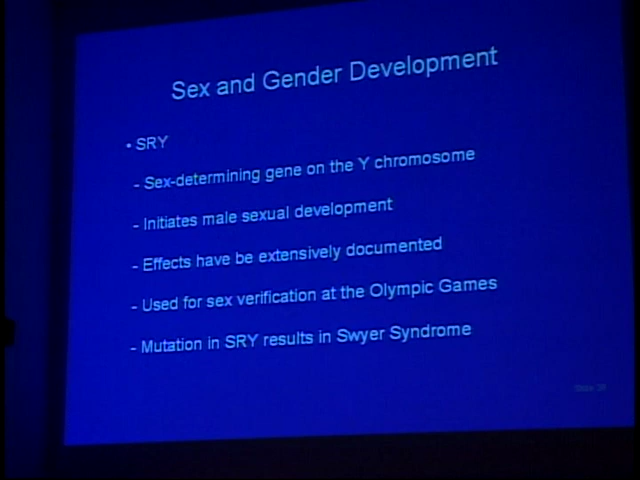 Sex and Gender Development
• SRY
- Sex-determining gene on the Y chromosome
- Initiates male sexual development
- Effects have be extensively documented
- Used for sex verification at the Olympic Games
- Mutation in SRY results in Swyer Syndrome
Slide